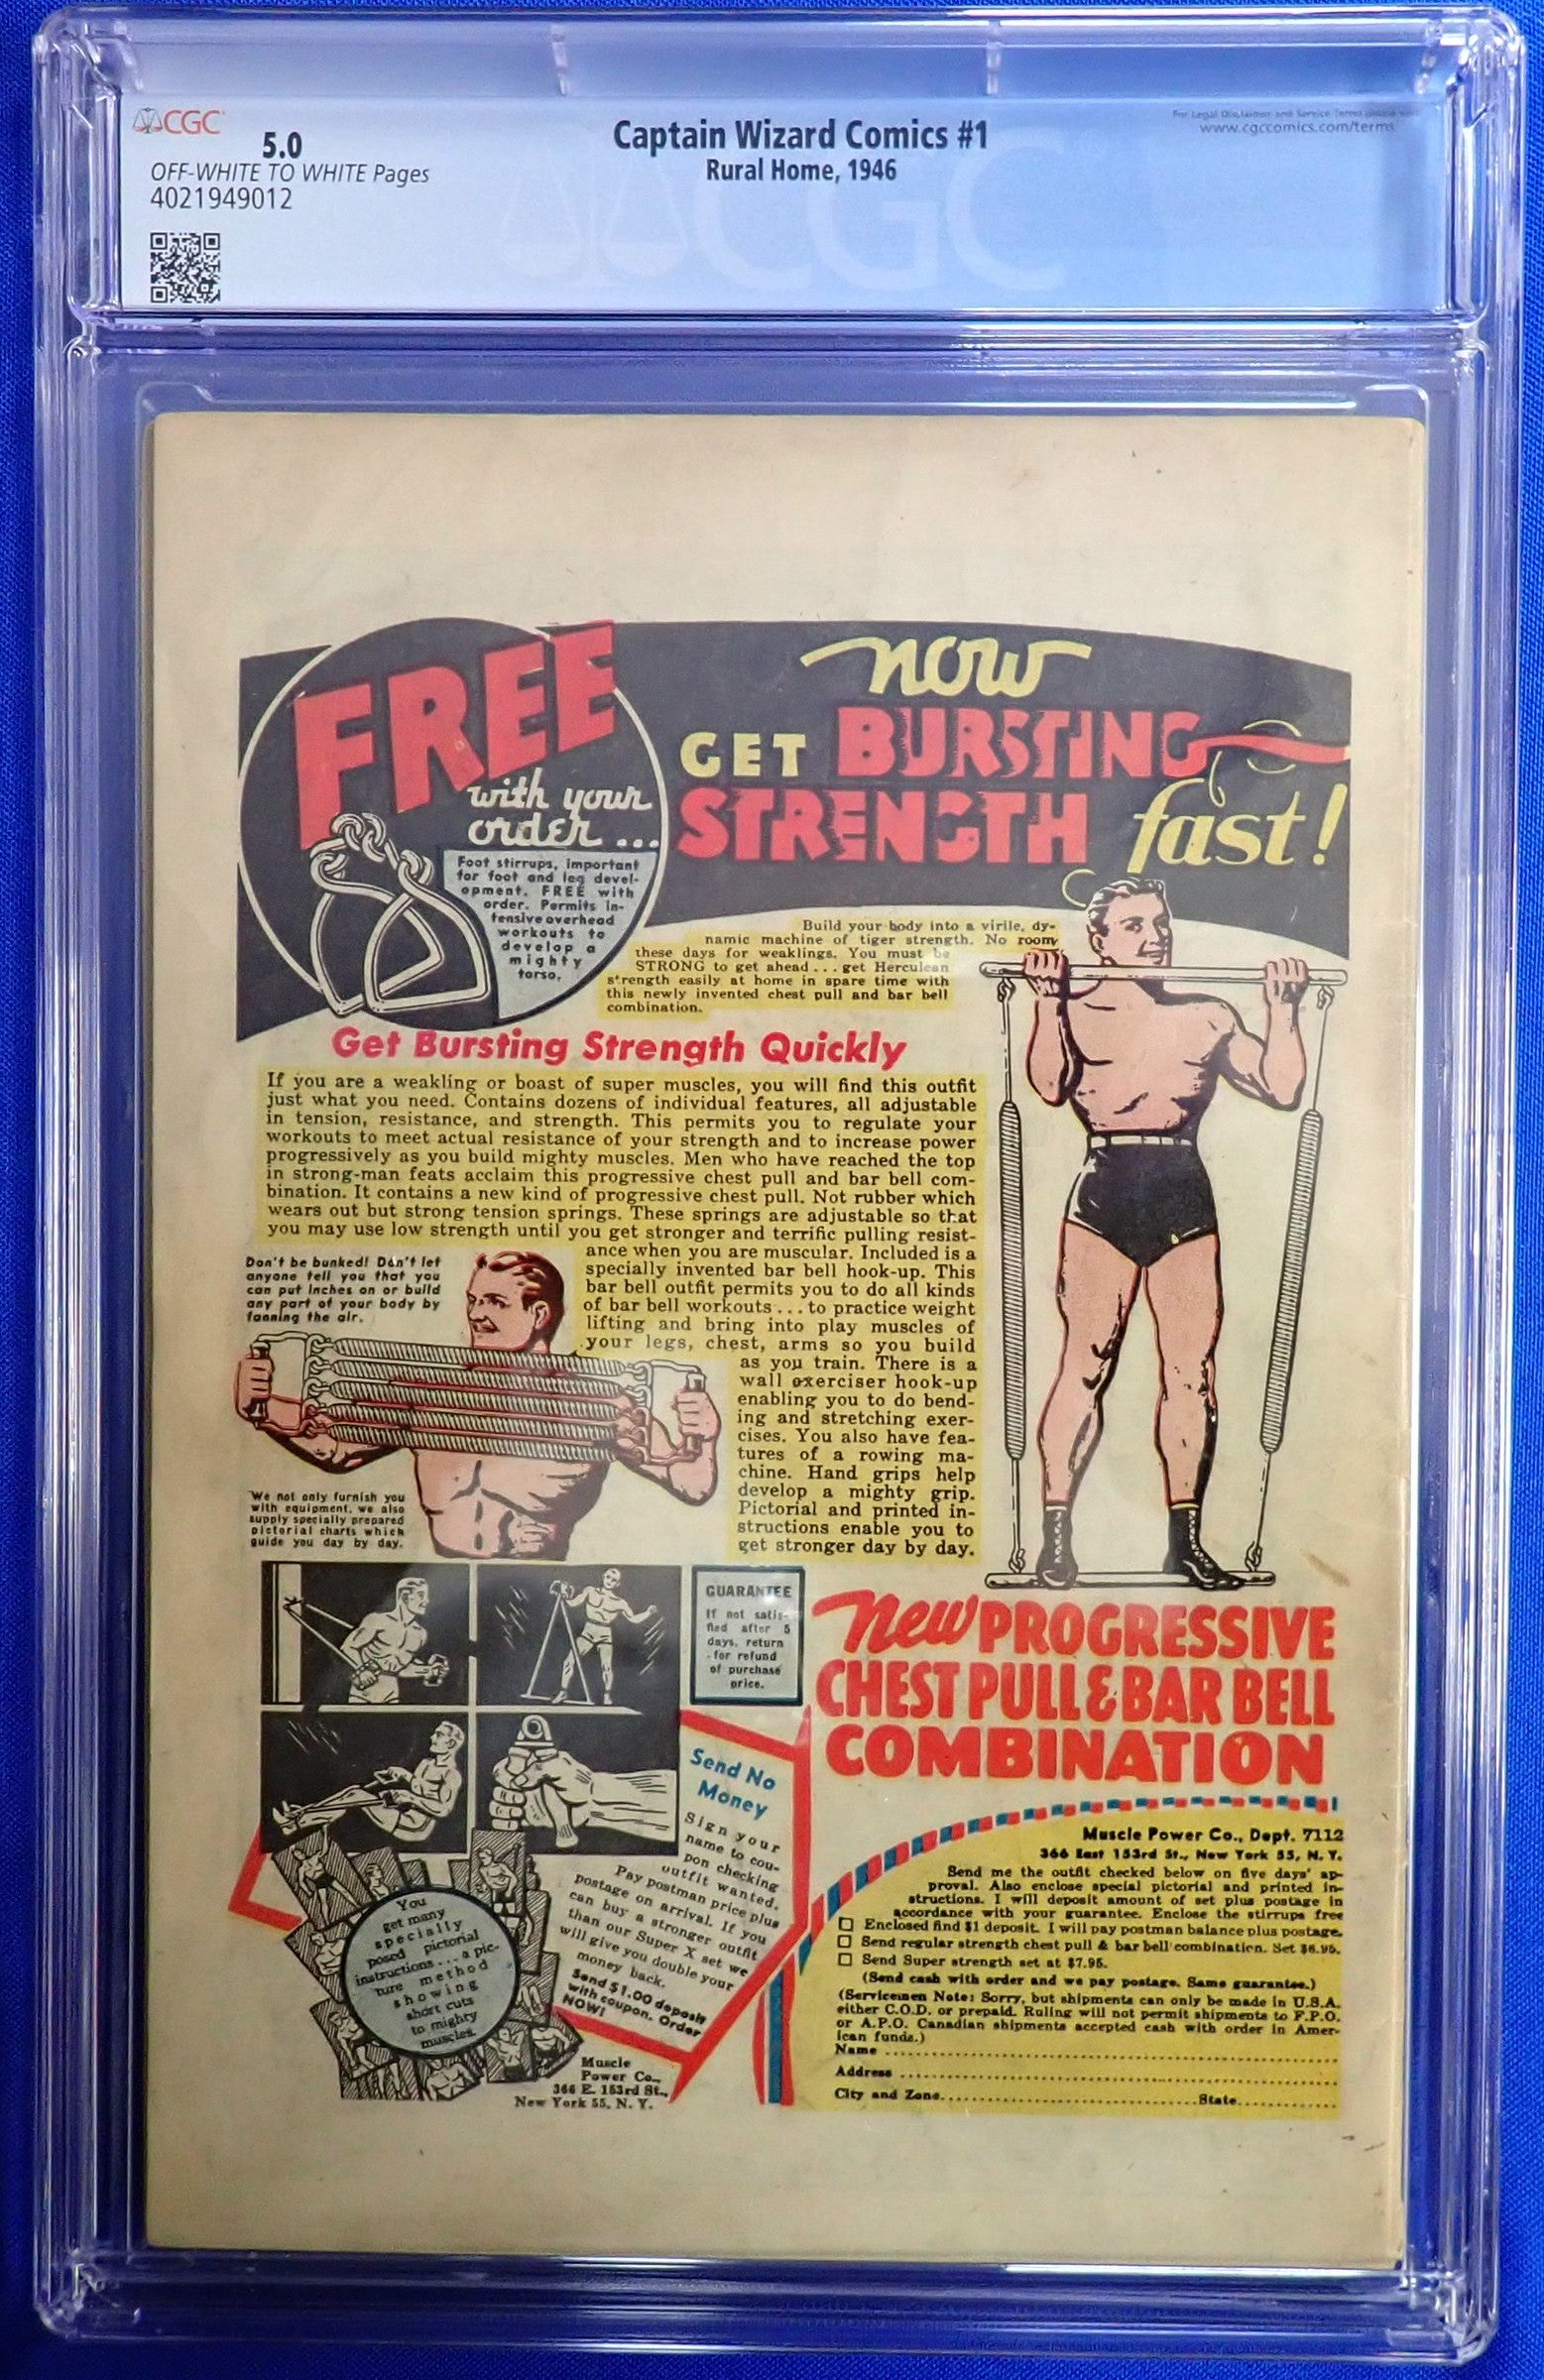 CGC
5.0
OFF-WHITE TO WHITE Pages
4021949012
Captain Wizard Comics #1
Rural Home, 1946
For Legal Disclaimer and Service Terms please
www.cgccomics.com/terms
CGC
FREE
with your
order ...
Foot stirrups, important
for foot and leg devel-
opment. FREE with
order. Permits in-
tensive overhead
workouts to
develop a
mighty
torso.
now
GET BURSTING
STRENGTH fast!
Build your body into a virile, dy-
namic machine of tiger strength. No room
these days for weaklings. You must be
STRONG to get ahead ... get Herculean
strength easily at home in spare time with
this newly invented chest pull and bar bell
combination.
Get Bursting Strength Quickly
If you are a weakling or boast of super muscles, you will find this outfit
just what you need. Contains dozens of individual features, all adjustable
in tension, resistance, and strength. This permits you to regulate your
workouts to meet actual resistance of your strength and to increase power
progressively as you build mighty muscles. Men who have reached the top
in strong-man feats acclaim this progressive chest pull and bar bell com-
bination. It contains a new kind of progressive chest pull. Not rubber which
wears out but strong tension springs. These springs are adjustable so that
you may use low strength until you get stronger and terrific pulling resist-
ance when you are muscular. Included is a
specially invented bar bell hook-up. This
bar bell outfit permits you to do all kinds
of bar bell workouts ... to practice weight
lifting and bring into play muscles of
your legs, chest, arms so you build
as you train. There is a
wall exerciser hook-up
enabling you to do bend-
ing and stretching exer-
cises. You also have fea-
tures of a rowing ma-
chine. Hand grips help
develop a mighty grip.
Pictorial and printed in-
structions enable you to
get stronger day by day.
Don't be bunked! Don't let
anyone tell you that you
can put inches on or build
any part of your body by
fanning the air.
We not only furnish you
with equipment, we also
supply specially prepared
pictorial charts which
guide you day by day.
GUARANTEE
If not satis-
fied after 5
days, return
for refund
of purchase
price.
New PROGRESSIVE
CHEST PULL & BAR BELL
COMBINATION
Send No
Money
Sign your
name to cou-
pon checking
outfit wanted.
Pay postman price plus
postage on arrival. If you
can buy a stronger outfit
than our Super X set we
will give you double your
money back.
Send $1.00 deposit
with coupon. Order
NOW!
You
get many
specially
posed pictorial
instructions ... a pic-
ture method
showing
short cuts
to mighty
muscles.
Muscle
Power Co.,
366 E. 153rd St.,
New York 55, N. Y.
Muscle Power Co., Dept. 7112
366 East 153rd St., New York 55, N. Y.
Send me the outfit checked below on five days' ap-
proval. Also enclose special pictorial and printed in-
structions. I will deposit amount of set plus postage in
accordance with your guarantee. Enclose the stirrups free
☐ Enclosed find $1 deposit. I will pay postman balance plus postage.
☐ Send regular strength chest pull & bar bell combination. Set $6.95.
☐ Send Super strength set at $7.95.
(Send cash with order and we pay postage. Same guarantee.)
(Servicemen Note: Sorry, but shipments can only be made in U.S.A.
either C.O.D. or prepaid. Ruling will not permit shipments to F.P.O.
or A.P.O. Canadian shipments accepted cash with order in Amer-
ican funds.)
Name ........................................
Address ........................................
City and Zone........................................State...............